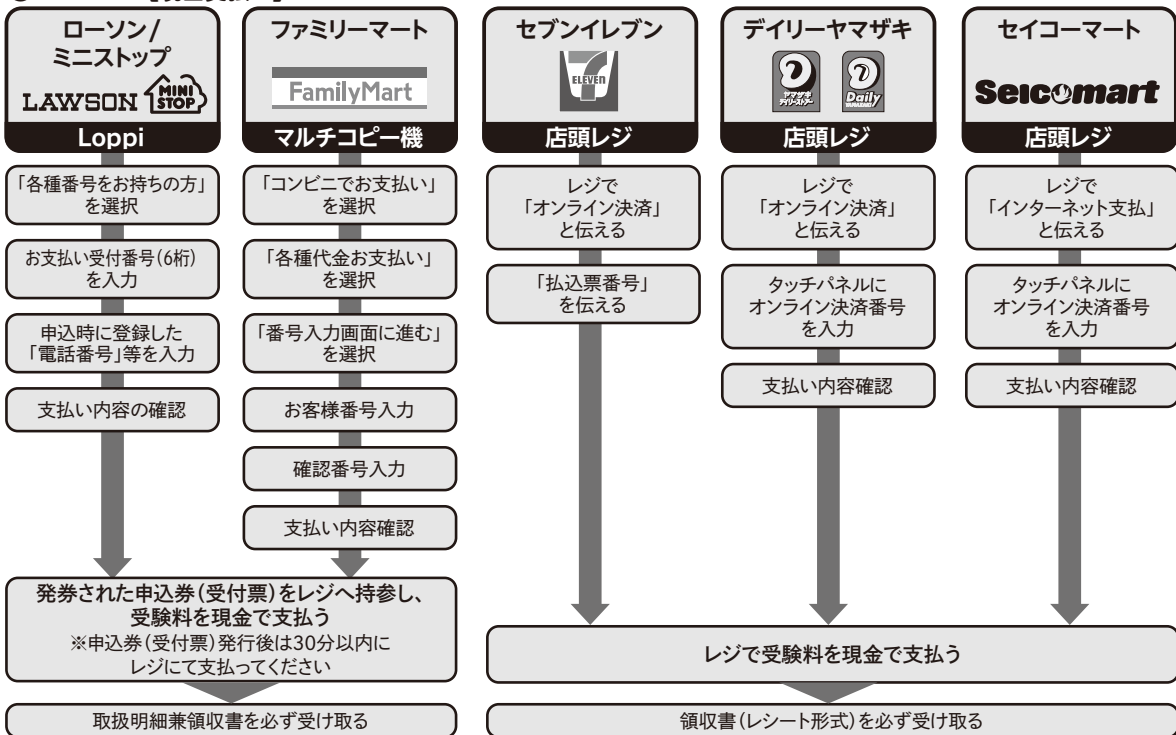 ローソン/
ミニストップ
LAWSON MINI STOP
Loppi
「各種番号をお持ちの方」
を選択
お支払い受付番号(6桁)
を入力
申込時に登録した
「電話番号」等を入力
支払い内容の確認
ファミリーマート
FamilyMart
マルチコピー機
「コンビニでお支払い」
を選択
「各種代金お支払い」
を選択
「番号入力画面に進む」
を選択
お客様番号入力
確認番号入力
支払い内容確認
発券された申込券(受付票)をレジへ持参し、
受験料を現金で支払う
※申込券(受付票)発行後は30分以内に
レジにて支払ってください
取扱明細兼領収書を必ず受け取る
セブンイレブン
7
ELEVEN
店頭レジ
レジで
「オンライン決済」
と伝える
「払込票番号」
を伝える
デイリーヤマザキ
ヤマザキ
デイリーストアー
Daily
YAMAZAKI
店頭レジ
レジで
「オンライン決済」
と伝える
タッチパネルに
オンライン決済番号
を入力
支払い内容確認
セイコーマート
Seicomart
店頭レジ
レジで
「インターネット支払」
と伝える
タッチパネルに
オンライン決済番号
を入力
支払い内容確認
レジで受験料を現金で支払う
領収書(レシート形式)を必ず受け取る